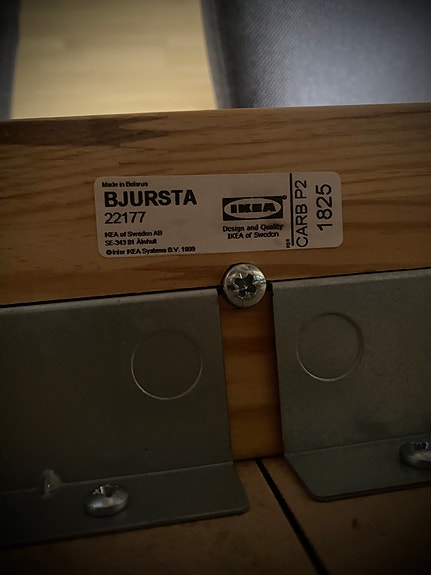 Made in Belarus
BJURSTA
22177
IKEA of Sweden AB
SE-343 81 Älmhult
© Inter IKEA Systems B.V. 1999
IKEA
Design and Quality
IKEA of Sweden
CARB P2
1825